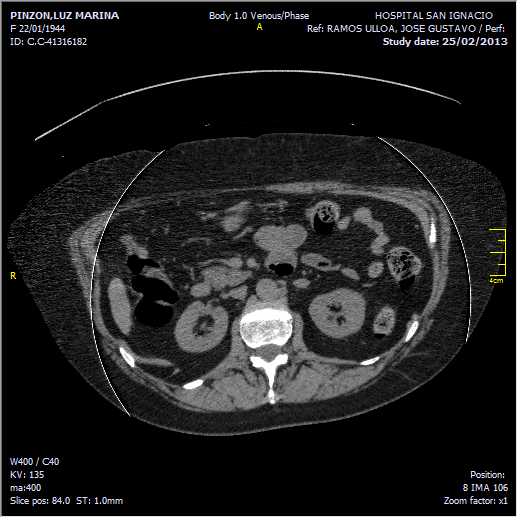 PINZON,LUZ MARINA
F 22/01/1944
ID: C.C-41316182
Body 1.0 Venous/Phase
A
HOSPITAL SAN IGNACIO
Ref: RAMOS ULLOA, JOSE GUSTAVO / Perf:
Study date: 25/02/2013
R
4cm
W400 / C40
KV: 135
ma:400
Slice pos: 84.0 ST: 1.0mm
Position:
8 IMA 106
Zoom factor: x1